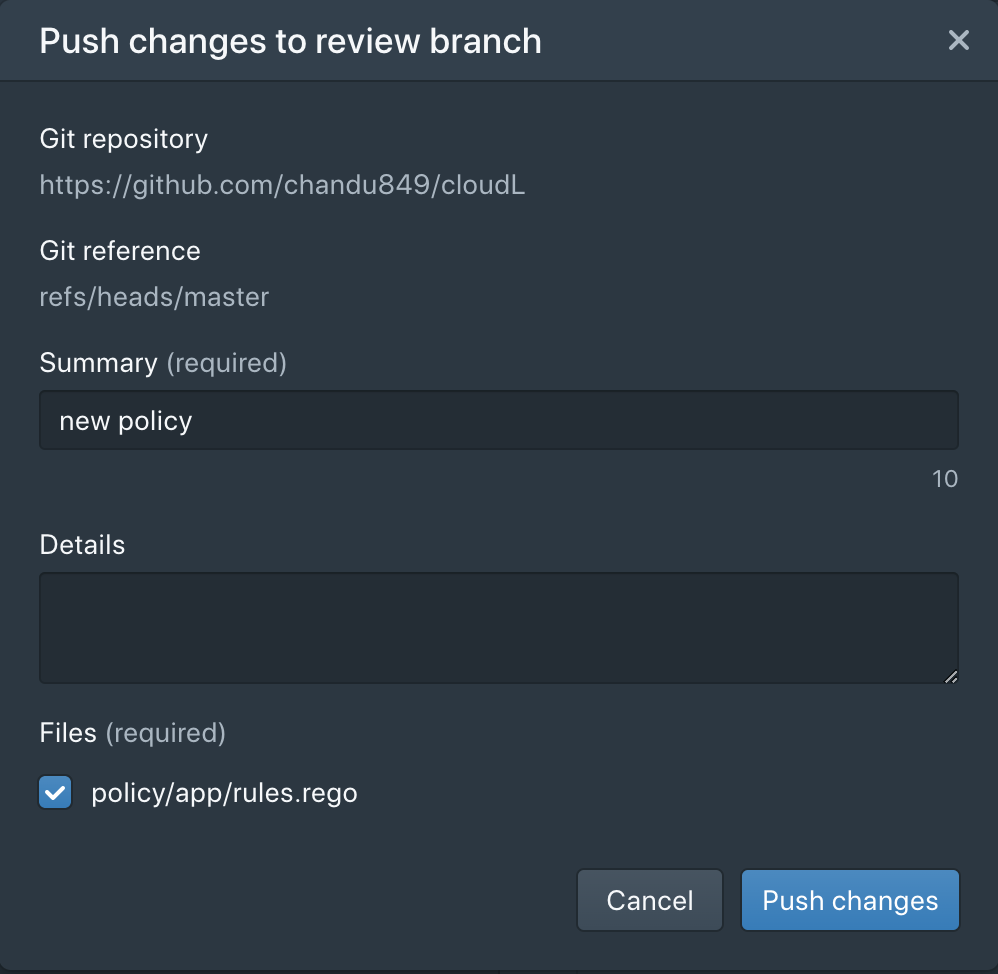 Push changes to review branch
Git repository
https://github.com/chandu849/cloudL
Git reference
refs/heads/master
Summary (required)
new policy
10
Details
Files (required)
policy/app/rules.rego
Cancel
Push changes